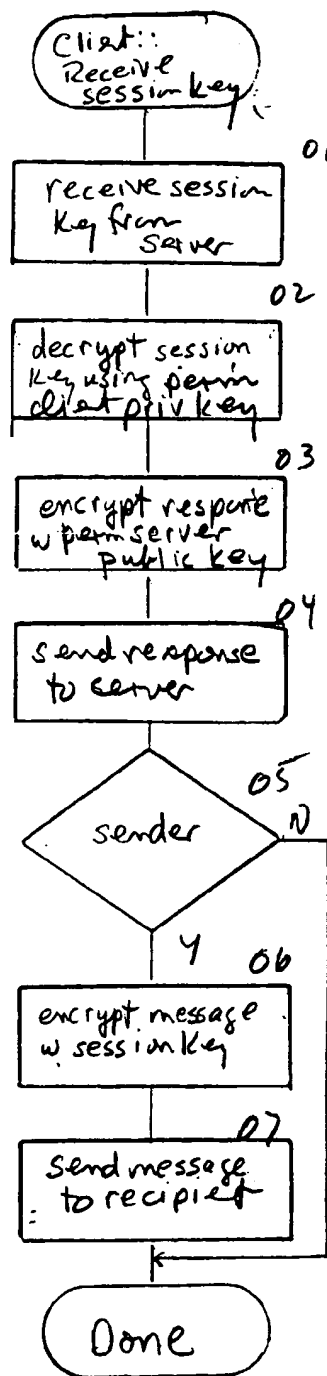 Client::
Receive
session key
01
receive session
key from
server
02
decrypt session
key using perm
client priv key
03
encrypt response
w perm server
public key
04
send response
to server
05
sender
N
Y
06
encrypt message
w session key
07
send message
to recipient
Done